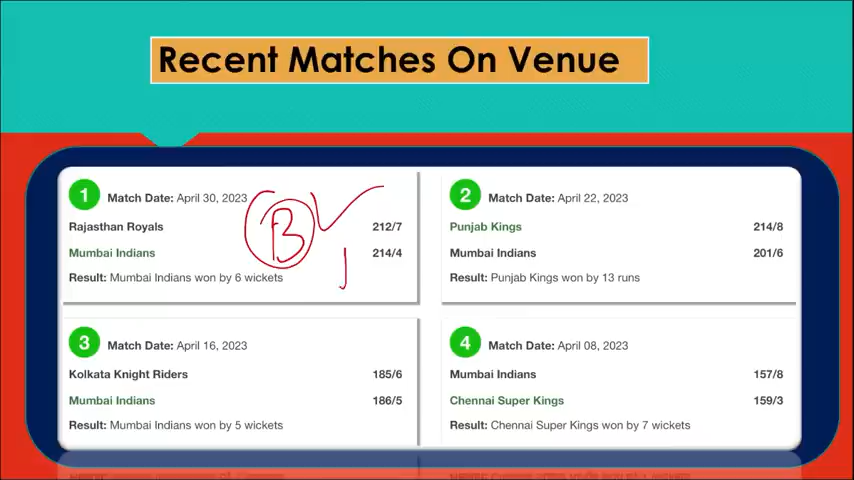 Recent Matches On Venue
1 Match Date: April 30, 2023
Rajasthan Royals 212/7
Mumbai Indians 214/4
Result: Mumbai Indians won by 6 wickets
B
2 Match Date: April 22, 2023
Punjab Kings 214/8
Mumbai Indians 201/6
Result: Punjab Kings won by 13 runs
3 Match Date: April 16, 2023
Kolkata Knight Riders 185/6
Mumbai Indians 186/5
Result: Mumbai Indians won by 5 wickets
4 Match Date: April 08, 2023
Mumbai Indians 157/8
Chennai Super Kings 159/3
Result: Chennai Super Kings won by 7 wickets